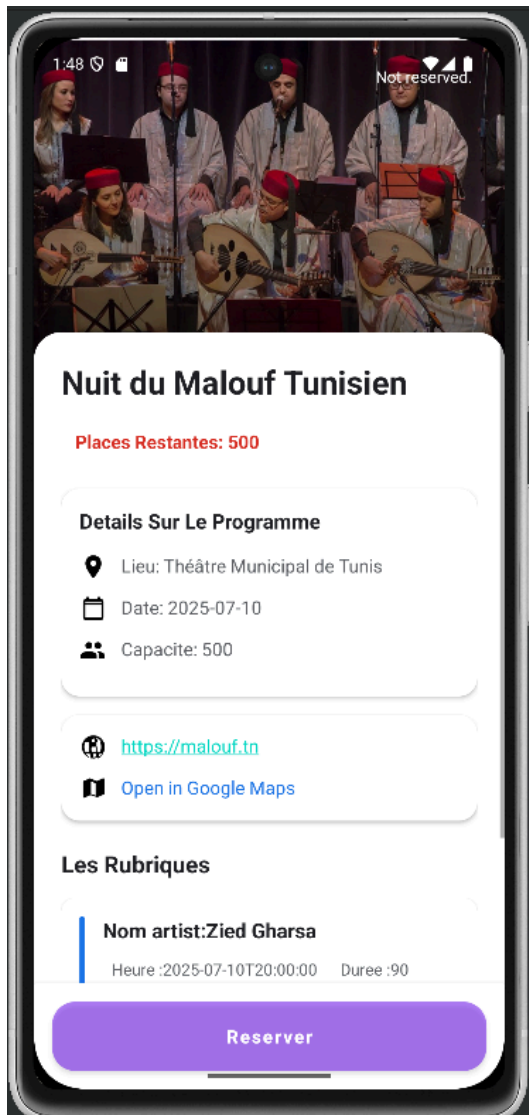 1:48
Not reserved.
Nuit du Malouf Tunisien
Places Restantes: 500
Details Sur Le Programme
Lieu: Théâtre Municipal de Tunis
Date: 2025-07-10
Capacite: 500
https://malouf.tn
Open in Google Maps
Les Rubriques
Nom artist:Zied Gharsa
Heure :2025-07-10T20:00:00 Duree :90
Reserver